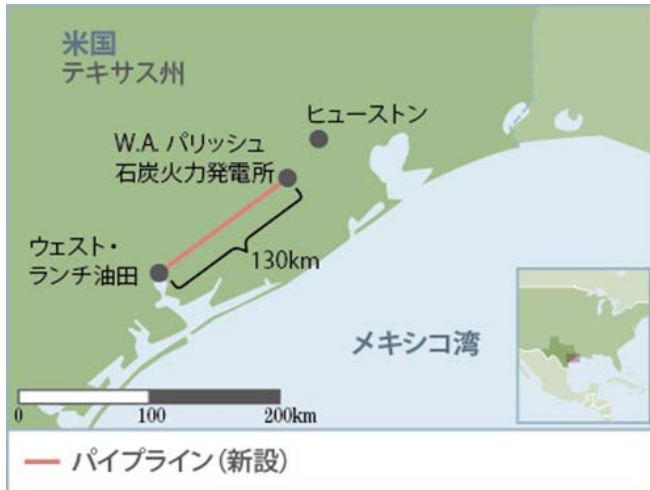 米国
テキサス州
ヒューストン
W.A. パリッシュ
石炭火力発電所
ウェスト・
ランチ油田
130km
メキシコ湾
0 100 200km
パイプライン（新設）